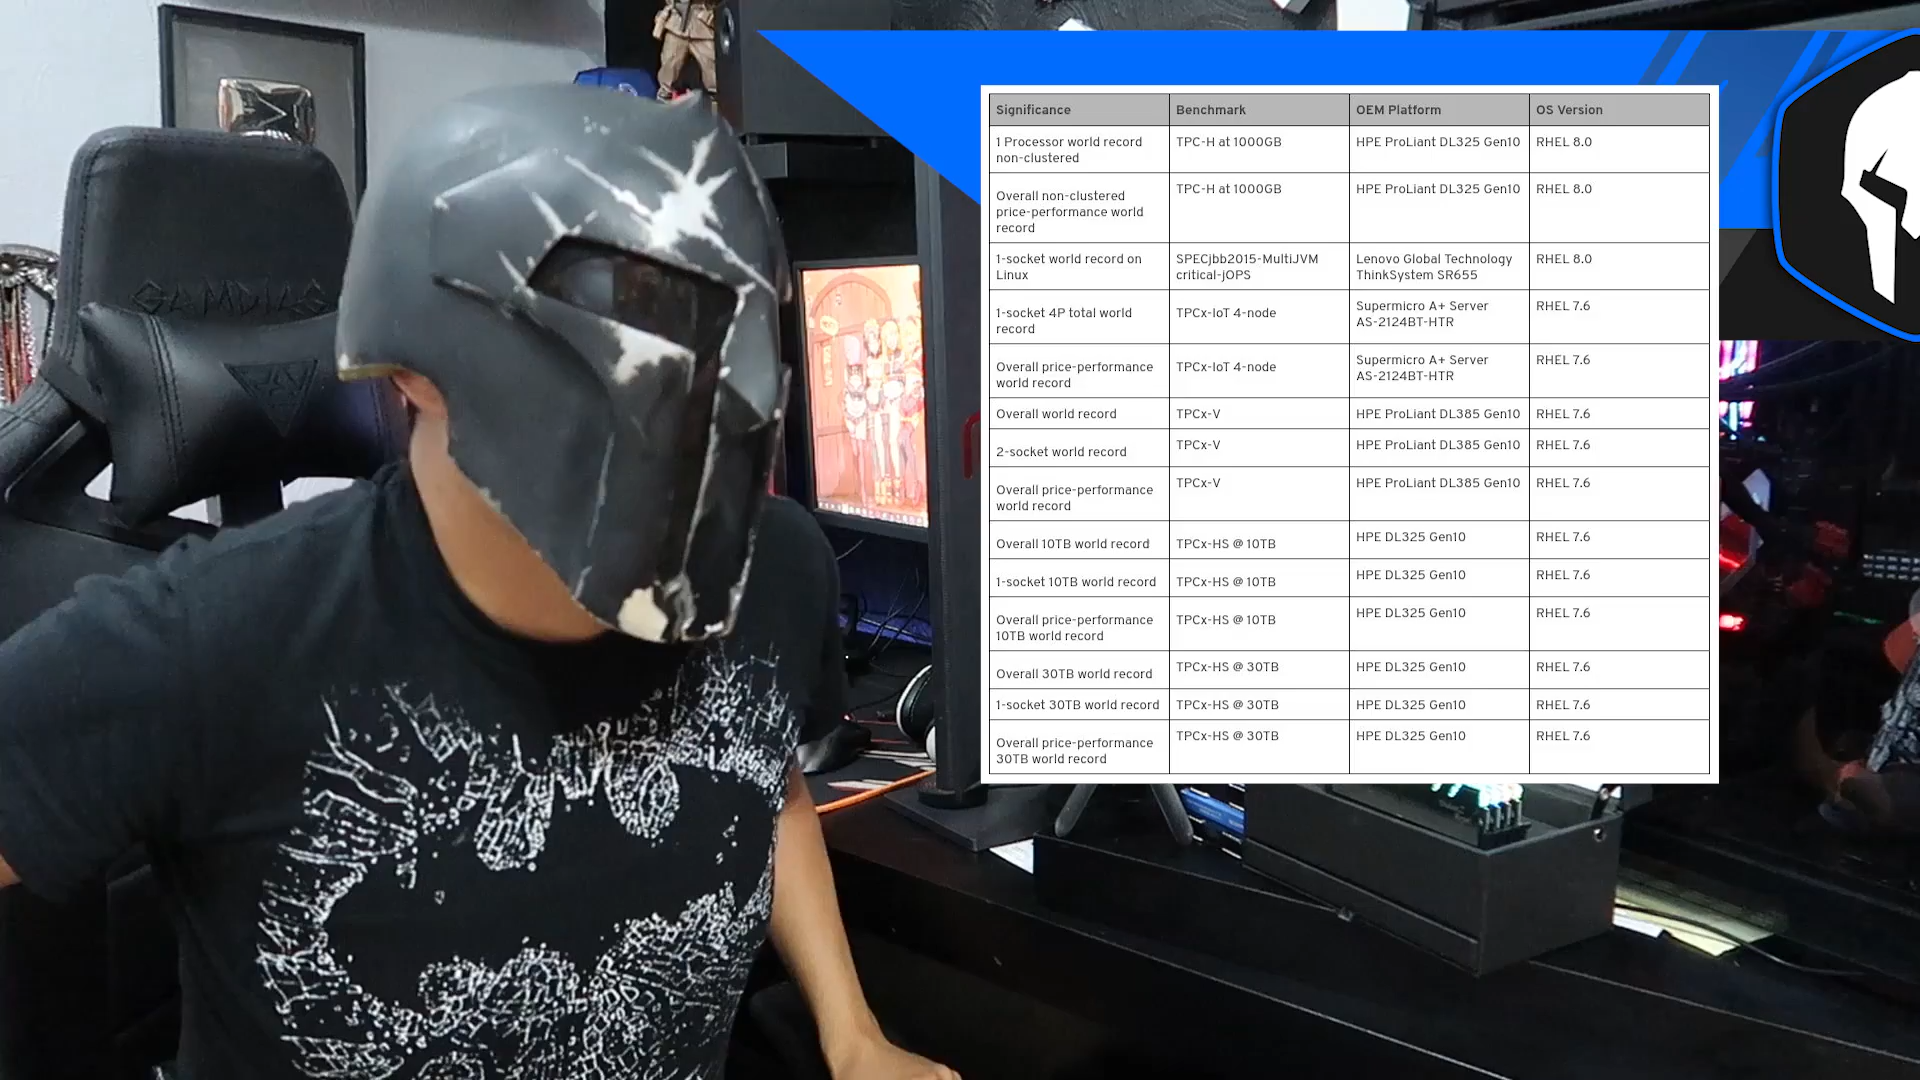 GAMDIAS
Significance Benchmark OEM Platform OS Version
1 Processor world record TPC-H at 1000GB HPE ProLiant DL325 Gen10 RHEL 8.0
non-clustered
Overall non-clustered TPC-H at 1000GB HPE ProLiant DL325 Gen10 RHEL 8.0
price-performance world
record
1-socket world record on SPECjbb2015-MultiJVM Lenovo Global Technology RHEL 8.0
Linux critical-jOPS ThinkSystem SR655
1-socket 4P total world TPCx-IoT 4-node Supermicro A+ Server RHEL 7.6
record AS-2124BT-HTR
Overall price-performance TPCx-IoT 4-node Supermicro A+ Server RHEL 7.6
world record AS-2124BT-HTR
Overall world record TPCx-V HPE ProLiant DL385 Gen10 RHEL 7.6
2-socket world record TPCx-V HPE ProLiant DL385 Gen10 RHEL 7.6
Overall price-performance TPCx-V HPE ProLiant DL385 Gen10 RHEL 7.6
world record
Overall 10TB world record TPCx-HS @ 10TB HPE DL325 Gen10 RHEL 7.6
1-socket 10TB world record TPCx-HS @ 10TB HPE DL325 Gen10 RHEL 7.6
Overall price-performance TPCx-HS @ 10TB HPE DL325 Gen10 RHEL 7.6
10TB world record
Overall 30TB world record TPCx-HS @ 30TB HPE DL325 Gen10 RHEL 7.6
1-socket 30TB world record TPCx-HS @ 30TB HPE DL325 Gen10 RHEL 7.6
Overall price-performance TPCx-HS @ 30TB HPE DL325 Gen10 RHEL 7.6
30TB world record